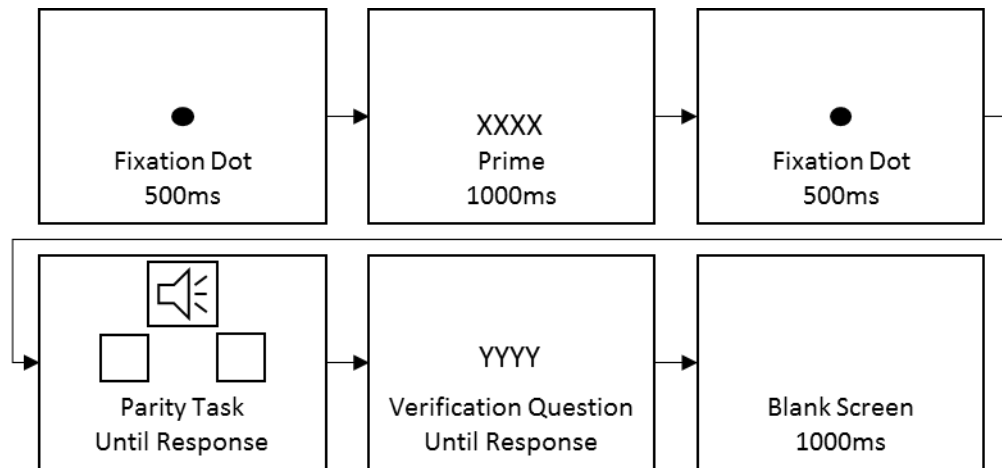 Fixation Dot
500ms
XXXX
Prime
1000ms
Fixation Dot
500ms
Parity Task
Until Response
YYYY
Verification Question
Until Response
Blank Screen
1000ms